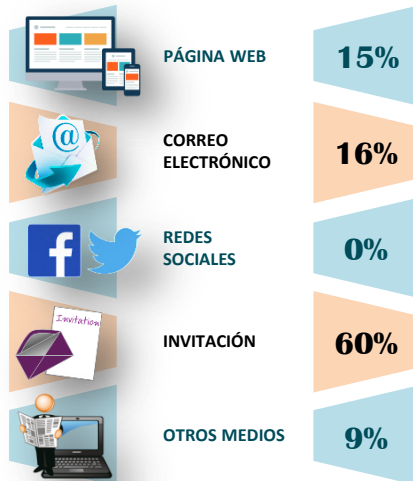 PÁGINA WEB
15%
@
CORREO
ELECTRÓNICO
16%
f
REDES
SOCIALES
0%
Invitation
INVITACIÓN
60%
OTROS MEDIOS
9%